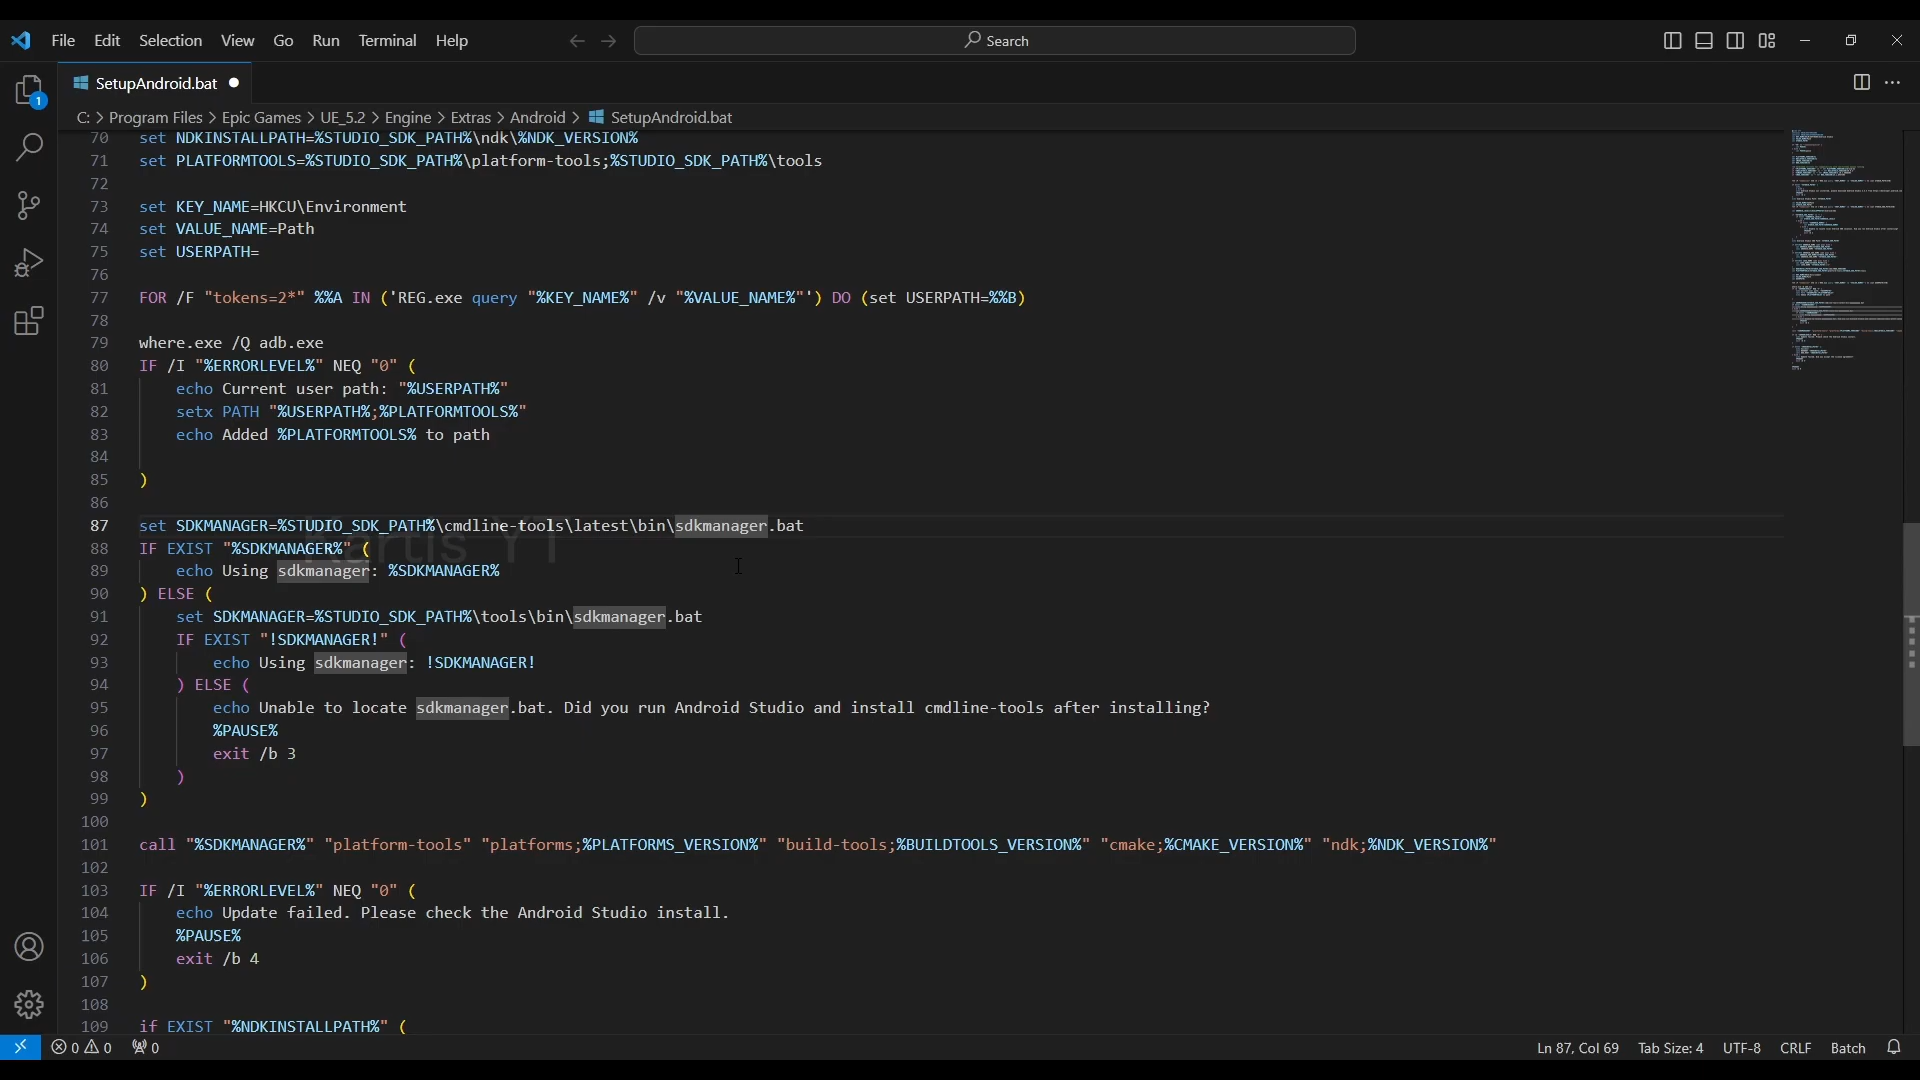 File Edit Selection View Go Run Terminal Help
Search
SetupAndroid.bat
1
C: > Program Files > Epic Games > UE_5.2 > Engine > Extras > Android > SetupAndroid.bat
70 set NDKINSTALLPATH=%STUDIO_SDK_PATH%\ndk\%NDK_VERSION%
71 set PLATFORMTOOLS=%STUDIO_SDK_PATH%\platform-tools;%STUDIO_SDK_PATH%\tools
72
73 set KEY_NAME=HKCU\Environment
74 set VALUE_NAME=Path
75 set USERPATH=
76
77 FOR /F "tokens=2*" %%A IN ('REG.exe query "%KEY_NAME%" /v "%VALUE_NAME%"') DO (set USERPATH=%%B)
78
79 where.exe /Q adb.exe
80 IF /I "%ERRORLEVEL%" NEQ "0" (
81     echo Current user path: "%USERPATH%"
82     setx PATH "%USERPATH%;%PLATFORMTOOLS%"
83     echo Added %PLATFORMTOOLS% to path
84
85 )
86
87 set SDKMANAGER=%STUDIO_SDK_PATH%\cmdline-tools\latest\bin\sdkmanager.bat
Kartis YT
88 IF EXIST "%SDKMANAGER%" (
89     echo Using sdkmanager: %SDKMANAGER%
90 ) ELSE (
91     set SDKMANAGER=%STUDIO_SDK_PATH%\tools\bin\sdkmanager.bat
92     IF EXIST "!SDKMANAGER!" (
93         echo Using sdkmanager: !SDKMANAGER!
94     ) ELSE (
95         echo Unable to locate sdkmanager.bat. Did you run Android Studio and install cmdline-tools after installing?
96         %PAUSE%
97         exit /b 3
98     )
99 )
100
101 call "%SDKMANAGER%" "platform-tools" "platforms;%PLATFORMS_VERSION%" "build-tools;%BUILDTOOLS_VERSION%" "cmake;%CMAKE_VERSION%" "ndk;%NDK_VERSION%"
102
103 IF /I "%ERRORLEVEL%" NEQ "0" (
104     echo Update failed. Please check the Android Studio install.
105     %PAUSE%
106     exit /b 4
107 )
108
109 if EXIST "%NDKINSTALLPATH%" (
0 0 0 Ln 87, Col 69 Tab Size: 4 UTF-8 CRLF Batch